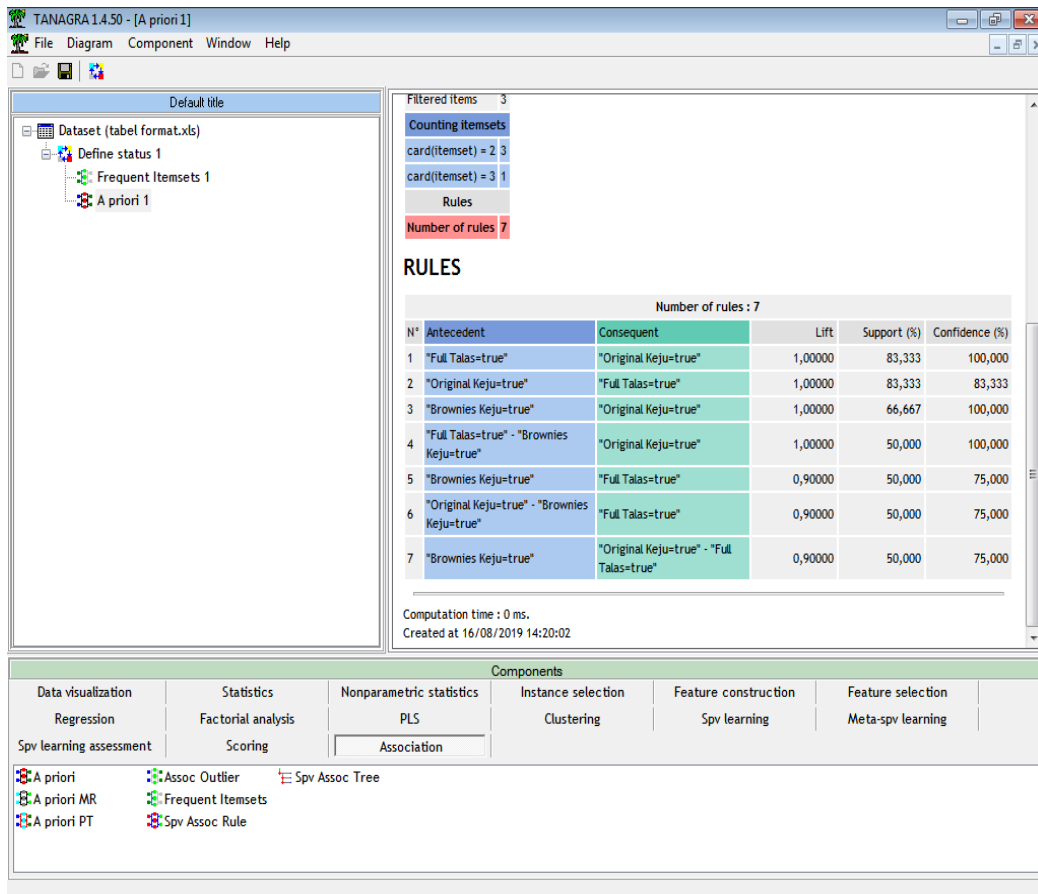 TANAGRA 1.4.50 - [A priori 1]
File Diagram Component Window Help
Default title
Dataset (tabel format.xls)
Define status 1
Frequent Itemsets 1
A priori 1
Filtered items 3
Counting itemsets
card(itemset) = 2 3
card(itemset) = 3 1
Rules
Number of rules 7
RULES
Number of rules : 7
N° Antecedent Consequent Lift Support (%) Confidence (%)
1 "Full Talas=true" "Original Keju=true" 1,00000 83,333 100,000
2 "Original Keju=true" "Full Talas=true" 1,00000 83,333 83,333
3 "Brownies Keju=true" "Original Keju=true" 1,00000 66,667 100,000
4 "Full Talas=true" - "Brownies
Keju=true" "Original Keju=true" 1,00000 50,000 100,000
5 "Brownies Keju=true" "Full Talas=true" 0,90000 50,000 75,000
6 "Original Keju=true" - "Brownies
Keju=true" "Full Talas=true" 0,90000 50,000 75,000
7 "Brownies Keju=true" "Original Keju=true" - "Full
Talas=true" 0,90000 50,000 75,000
Computation time : 0 ms.
Created at 16/08/2019 14:20:02
Components
Data visualization Statistics Nonparametric statistics Instance selection Feature construction Feature selection
Regression Factorial analysis PLS Clustering Spv learning Meta-spv learning
Spv learning assessment Scoring Association
A priori Assoc Outlier Spv Assoc Tree
A priori MR Frequent Itemsets
A priori PT Spv Assoc Rule